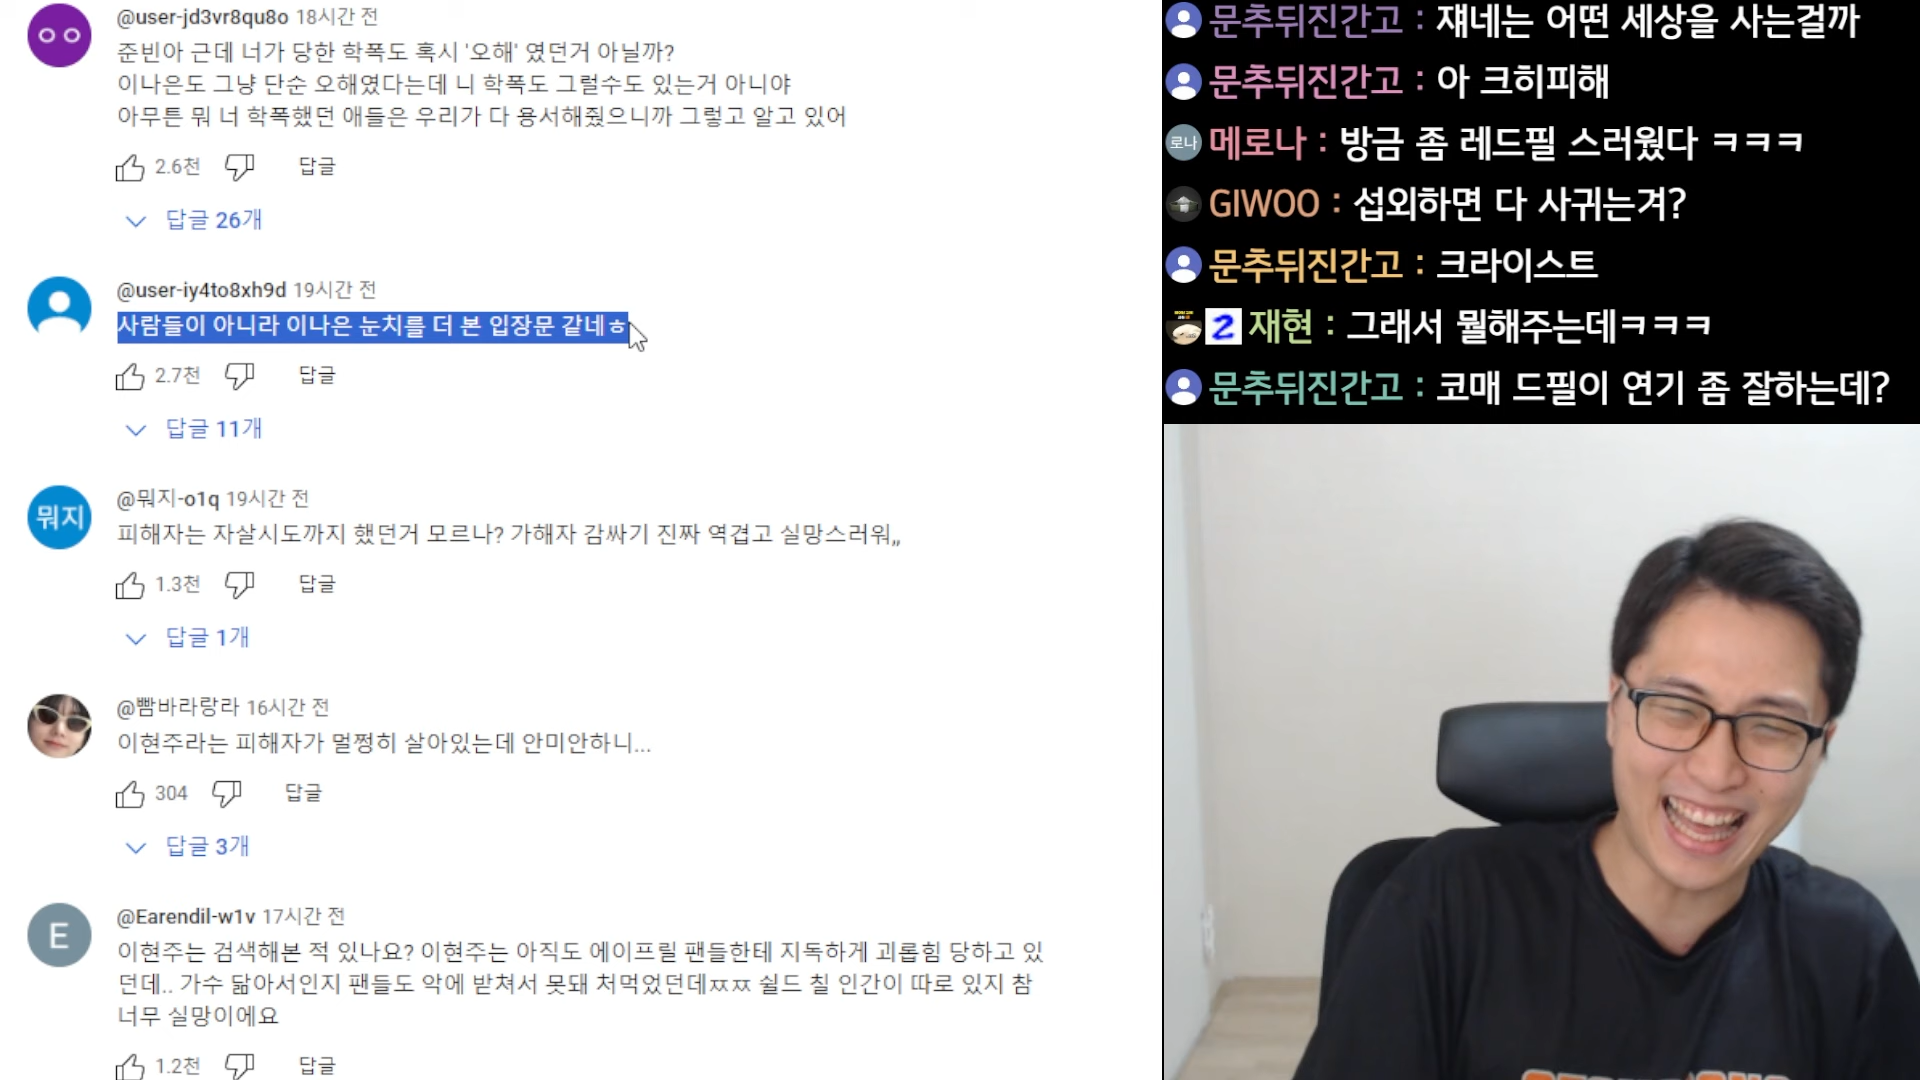 @user-jd3vr8qu8o 18시간 전
준빈아 근데 너가 당한 학폭도 혹시 '오해' 였던거 아닐까?
이나은도 그냥 단순 오해였다는데 니 학폭도 그럴수도 있는거 아니야
아무튼 뭐 너 학폭했던 애들은 우리가 다 용서해줬으니까 그렇고 알고 있어
2.6천 답글
답글 26개
@user-iy4to8xh9d 19시간 전
사람들이 아니라 이나은 눈치를 더 본 입장문 같네ㅎ
2.7천 답글
답글 11개
뭐지
@뭐지-o1q 19시간 전
피해자는 자살시도까지 했던거 모르나? 가해자 감싸기 진짜 역겹고 실망스러워,,
1.3천 답글
답글 1개
@빰바라랑라 16시간 전
이현주라는 피해자가 멀쩡히 살아있는데 안미안하니...
304 답글
답글 3개
E
@Earendil-w1v 17시간 전
이현주는 검색해본 적 있나요? 이현주는 아직도 에이프릴 팬들한테 지독하게 괴롭힘 당하고 있
던데.. 가수 닮아서인지 팬들도 악에 받쳐서 못돼 처먹었던데ㅉㅉ 쉴드 칠 인간이 따로 있지 참
너무 실망이에요
1.2천 답글
문추뒤진간고 : 쟤네는 어떤 세상을 사는걸까
문추뒤진간고 : 아 크히피해
로나 메로나 : 방금 좀 레드필 스러웠다 ㅋㅋㅋ
GIWOO : 섭외하면 다 사귀는겨?
문추뒤진간고 : 크라이스트
2 재현 : 그래서 뭘해주는데ㅋㅋㅋ
문추뒤진간고 : 코매 드필이 연기 좀 잘하는데?